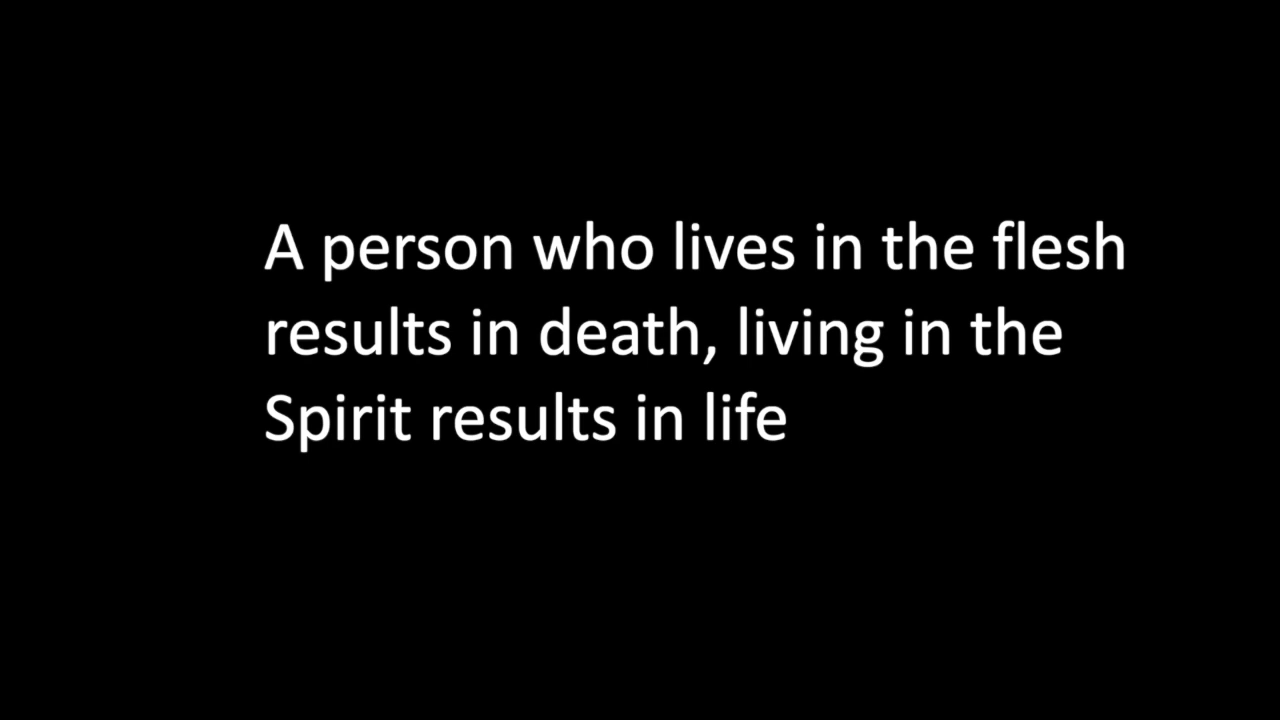 A person who lives in the flesh
results in death, living in the
Spirit results in life